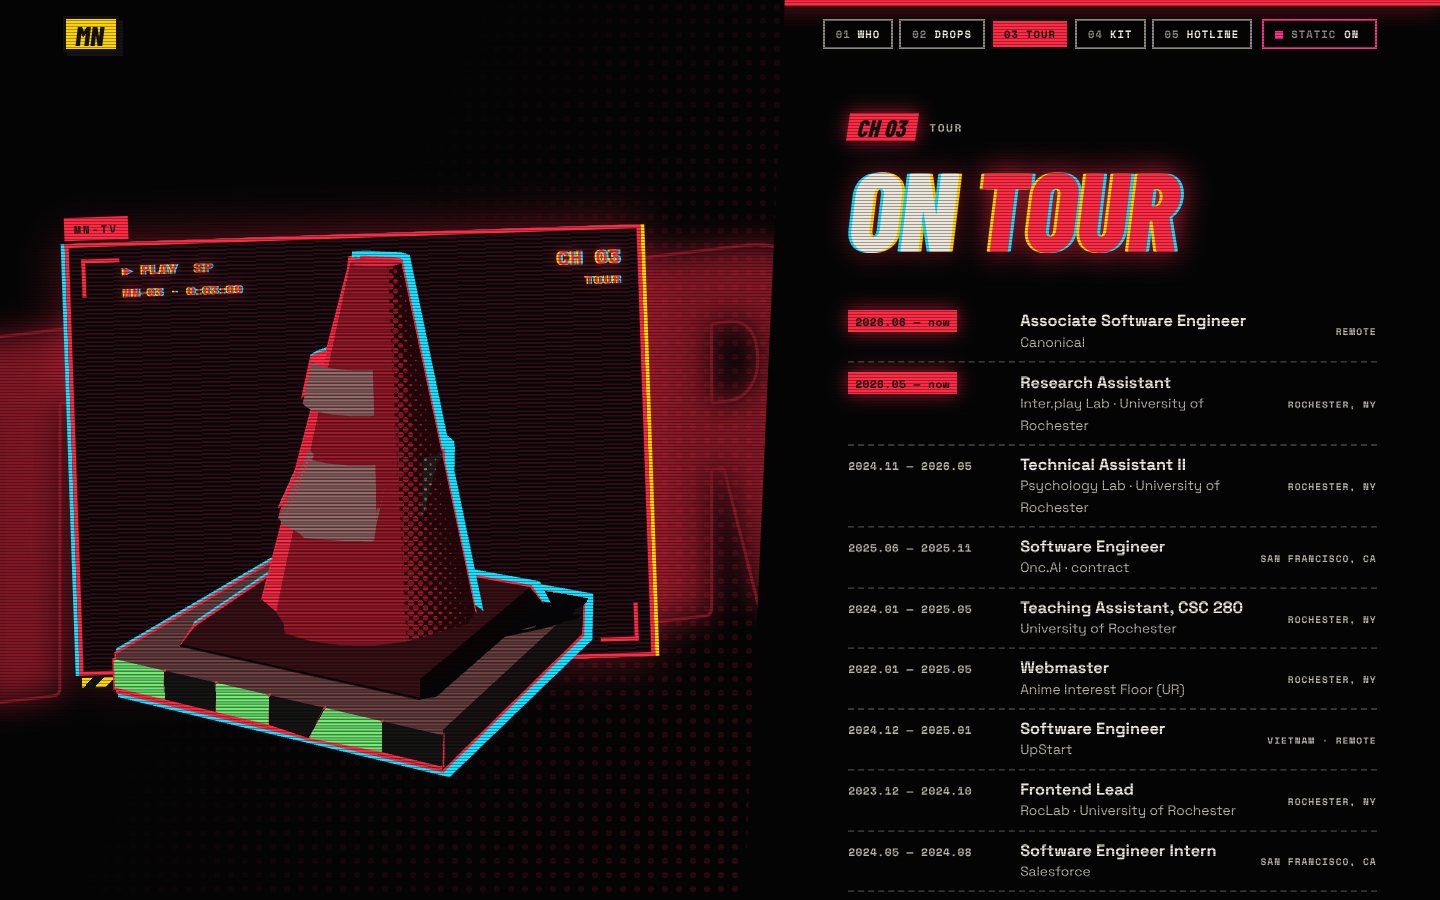 MN
01 WHO
02 DROPS
03 TOUR
04 KIT
05 HOTLINE
STATIC ON
MN-TV
▶ PLAY SP
CH 03
TOUR
CH 03 TOUR
ON TOUR
2026.06 — now
Associate Software Engineer
Canonical
REMOTE
2026.05 — now
Research Assistant
Inter.play Lab · University of
Rochester
ROCHESTER, NY
2024.11 — 2026.05
Technical Assistant II
Psychology Lab · University of
Rochester
ROCHESTER, NY
2025.06 — 2025.11
Software Engineer
Onc.AI · contract
SAN FRANCISCO, CA
2024.01 — 2025.05
Teaching Assistant, CSC 280
University of Rochester
ROCHESTER, NY
2022.01 — 2025.05
Webmaster
Anime Interest Floor (UR)
ROCHESTER, NY
2024.12 — 2025.01
Software Engineer
UpStart
VIETNAM · REMOTE
2023.12 — 2024.10
Frontend Lead
RocLab · University of Rochester
ROCHESTER, NY
2024.05 — 2024.08
Software Engineer Intern
Salesforce
SAN FRANCISCO, CA